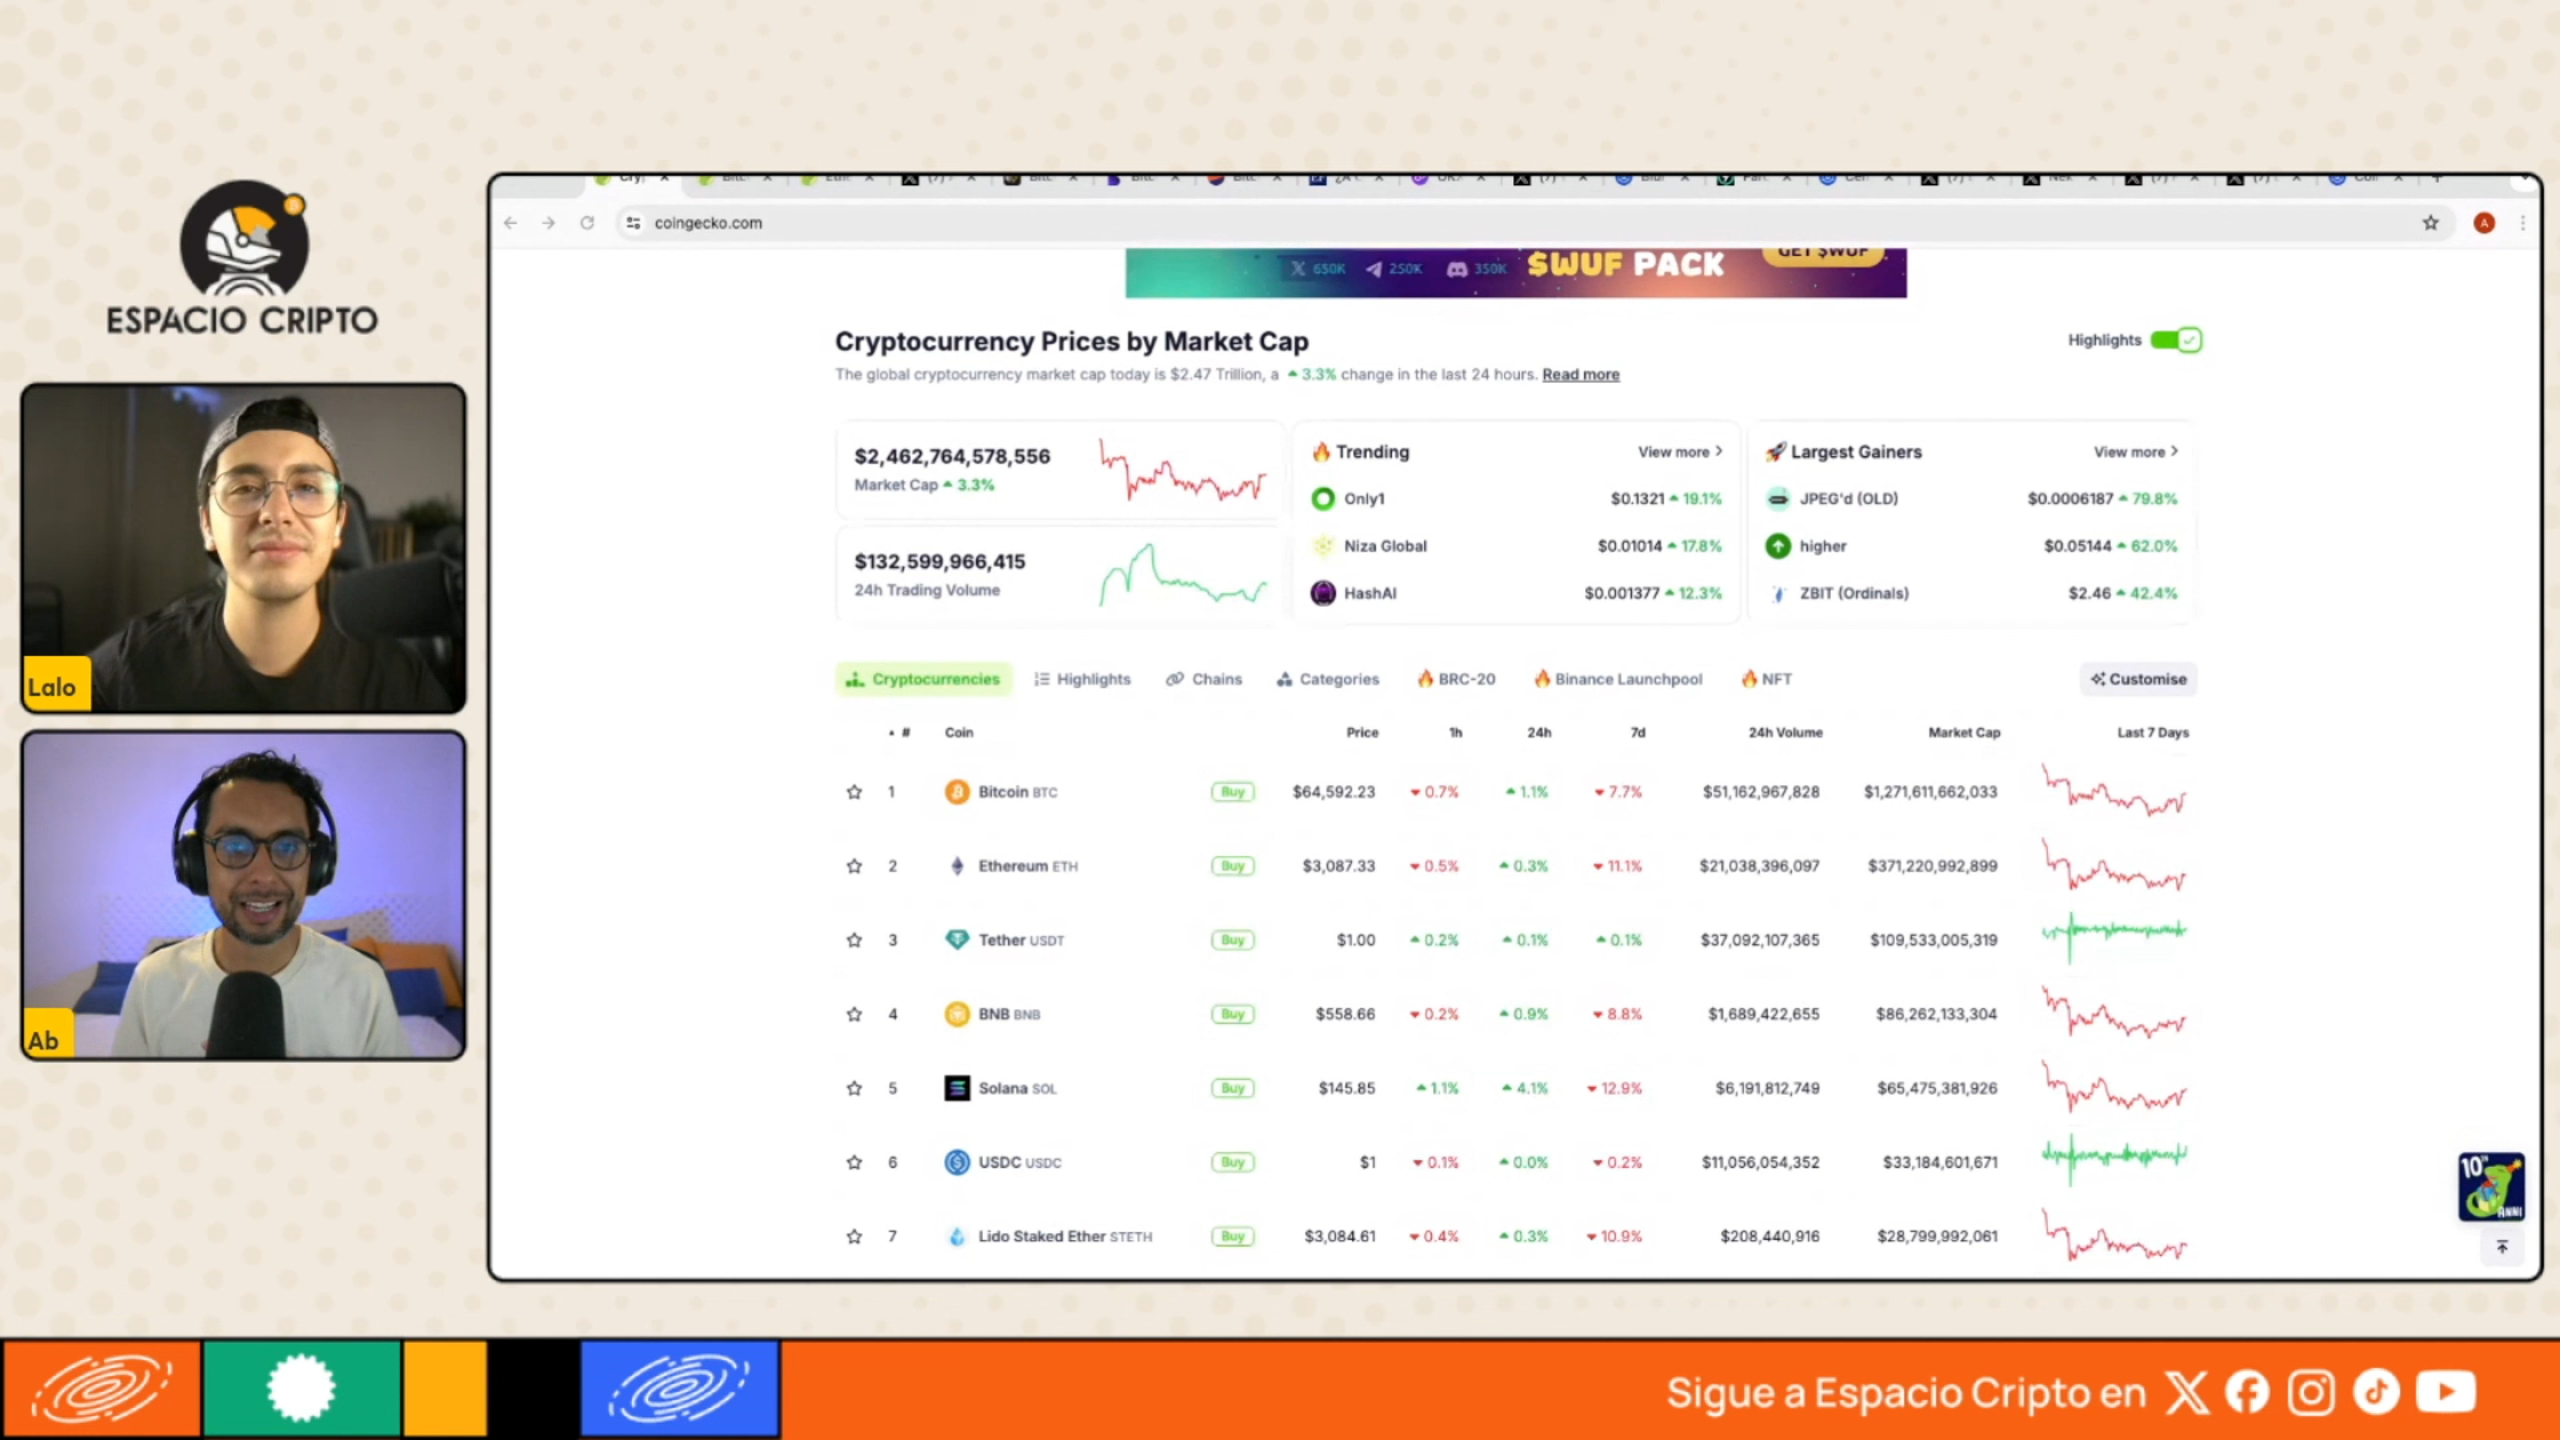 ESPACIO CRIPTO
Lalo
Ab
coingecko.com
A
650K 250K 350K $WUF PACK GET $WUF
Cryptocurrency Prices by Market Cap
Highlights
The global cryptocurrency market cap today is $2.47 Trillion, a 3.3% change in the last 24 hours. Read more
$2,462,764,578,556
Market Cap 3.3%
$132,599,966,415
24h Trading Volume
Trending View more
Only1 $0.1321 19.1%
Niza Global $0.01014 17.8%
HashAI $0.001377 12.3%
Largest Gainers View more
JPEG'd (OLD) $0.0006187 79.8%
higher $0.05144 62.0%
ZBIT (Ordinals) $2.46 42.4%
Cryptocurrencies Highlights Chains Categories BRC-20 Binance Launchpool NFT Customise
# Coin Price 1h 24h 7d 24h Volume Market Cap Last 7 Days
1 Bitcoin BTC Buy $64,592.23 0.7% 1.1% 7.7% $51,162,967,828 $1,271,611,662,033
2 Ethereum ETH Buy $3,087.33 0.5% 0.3% 11.1% $21,038,396,097 $371,220,992,899
3 Tether USDT Buy $1.00 0.2% 0.1% 0.1% $37,092,107,365 $109,533,005,319
4 BNB BNB Buy $558.66 0.2% 0.9% 8.8% $1,689,422,655 $86,262,133,304
5 Solana SOL Buy $145.85 1.1% 4.1% 12.9% $6,191,812,749 $65,475,381,926
6 USDC USDC Buy $1 0.1% 0.0% 0.2% $11,056,054,352 $33,184,601,671
7 Lido Staked Ether STETH Buy $3,084.61 0.4% 0.3% 10.9% $208,440,916 $28,799,992,061
10
ANNI
Sigue a Espacio Cripto en